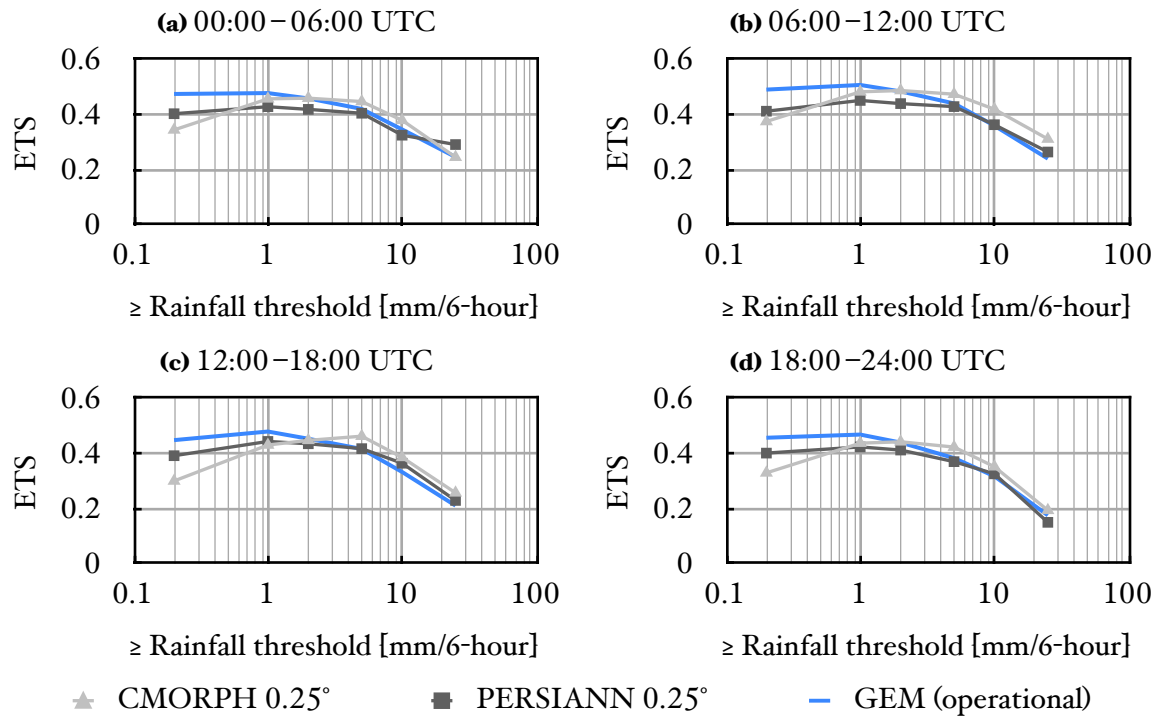 (a) 00:00–06:00 UTC
(b) 06:00–12:00 UTC
0.6
0.4
0.2
0
ETS
0.1 1 10 100
≥ Rainfall threshold [mm/6-hour]
0.6
0.4
0.2
0
ETS
0.1 1 10 100
≥ Rainfall threshold [mm/6-hour]
(c) 12:00–18:00 UTC
(d) 18:00–24:00 UTC
0.6
0.4
0.2
0
ETS
0.1 1 10 100
≥ Rainfall threshold [mm/6-hour]
0.6
0.4
0.2
0
ETS
0.1 1 10 100
≥ Rainfall threshold [mm/6-hour]
CMORPH 0.25° PERSIANN 0.25° GEM (operational)